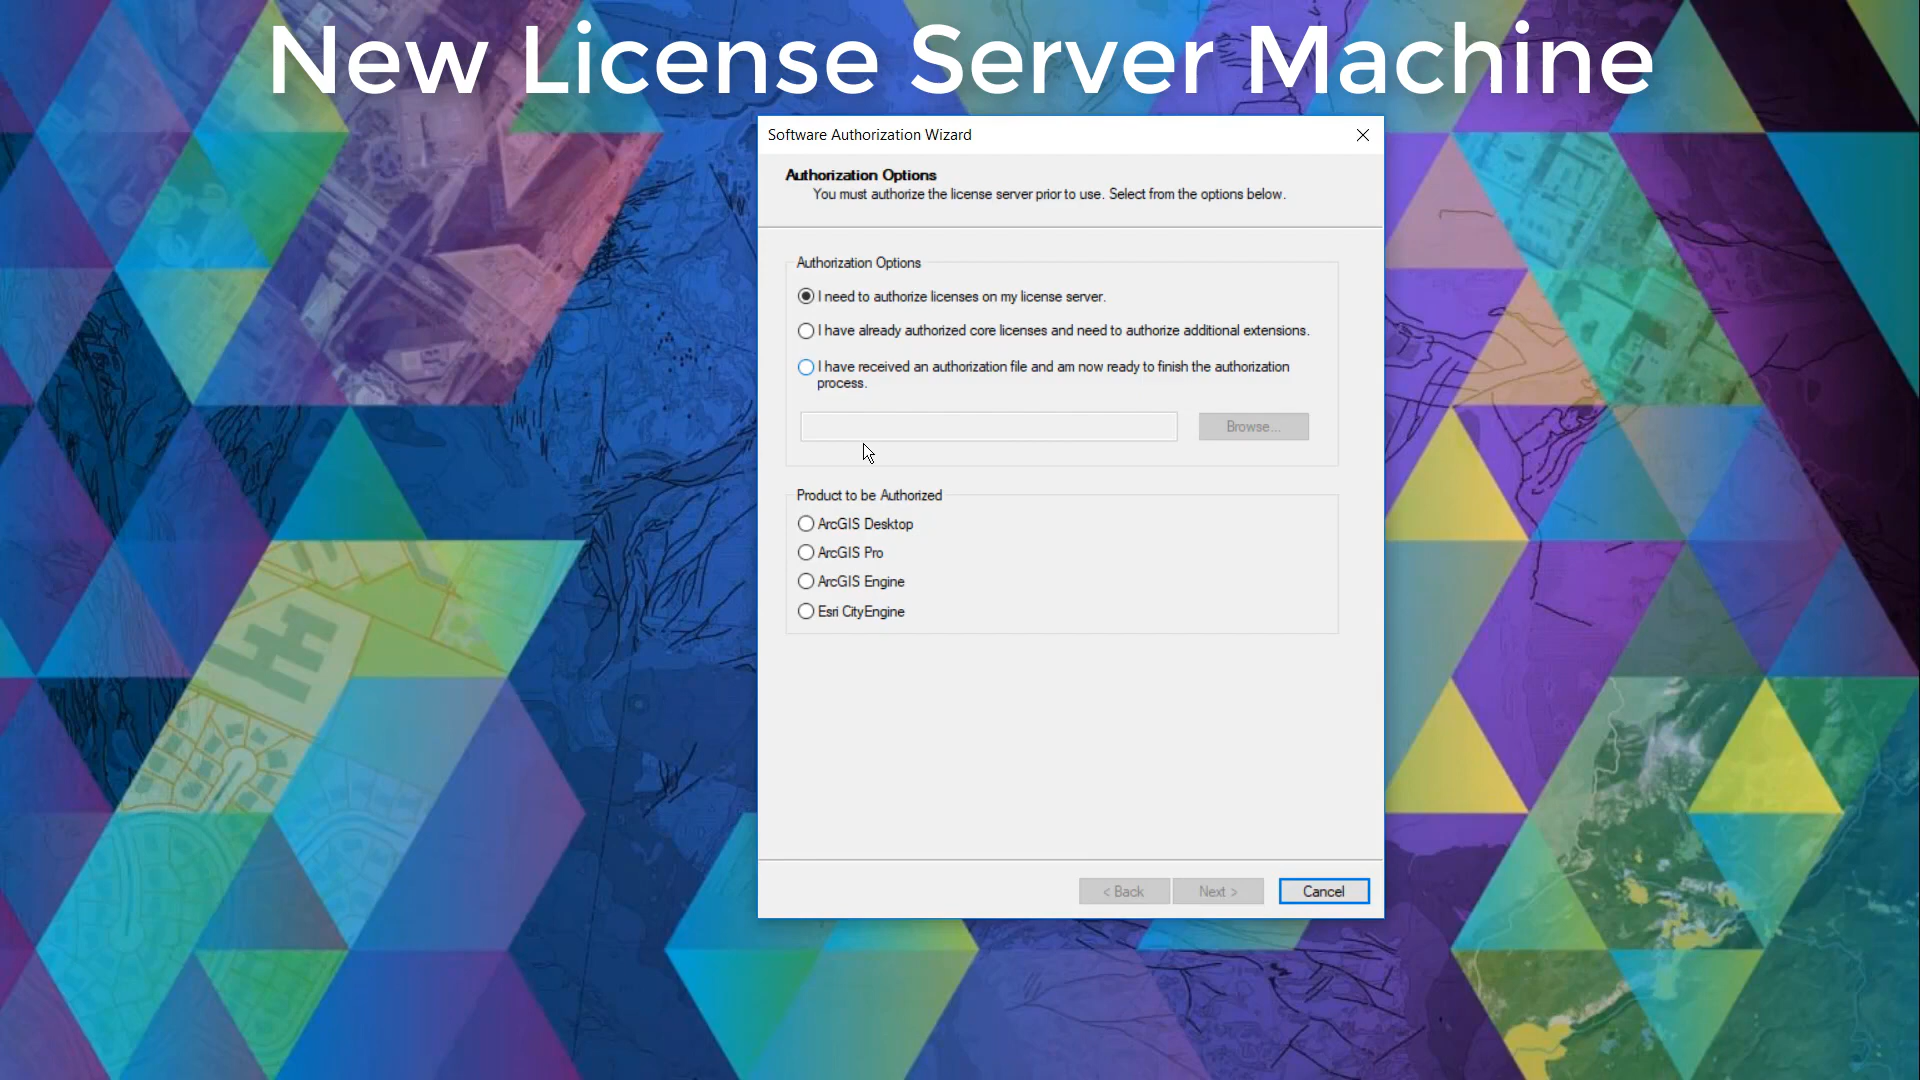 New License Server Machine
Software Authorization Wizard
Authorization Options
You must authorize the license server prior to use. Select from the options below.
Authorization Options
I need to authorize licenses on my license server.
I have already authorized core licenses and need to authorize additional extensions.
I have received an authorization file and am now ready to finish the authorization
process.
Browse...
Product to be Authorized
ArcGIS Desktop
ArcGIS Pro
ArcGIS Engine
Esri CityEngine
< Back
Next >
Cancel